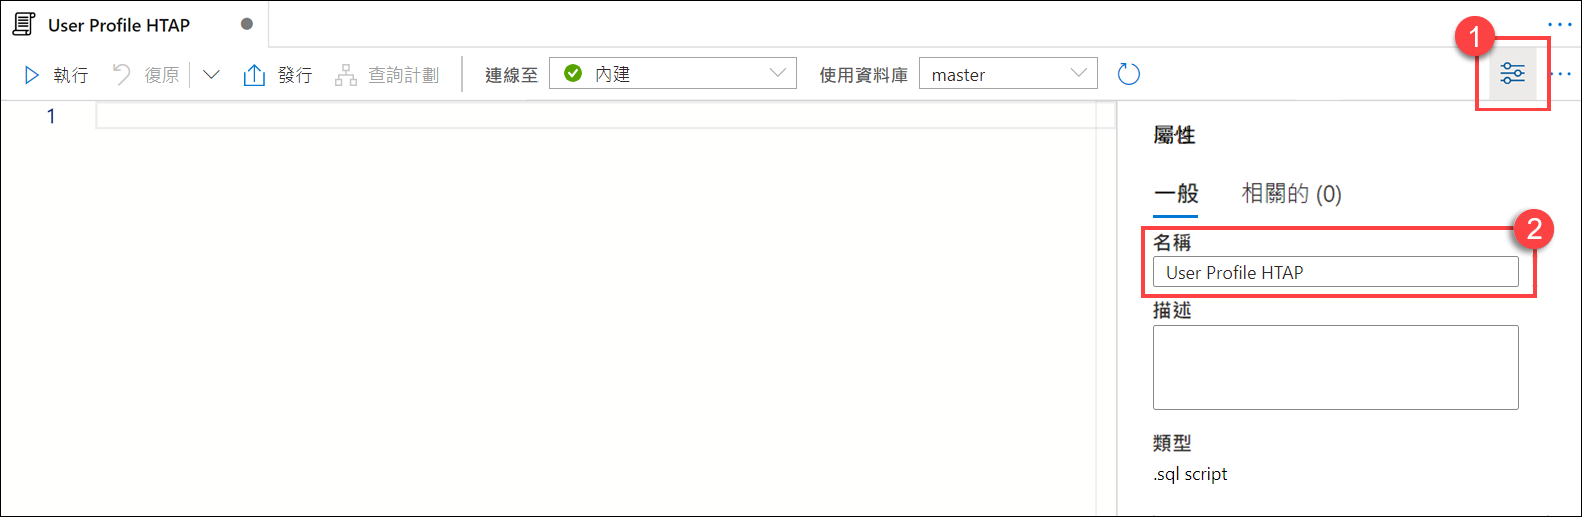 User Profile HTAP
1
執行
復原
發行
查詢計劃
連線至
內建
使用資料庫
master
1
屬性
一般
相關的 (0)
2
名稱
User Profile HTAP
描述
類型
.sql script